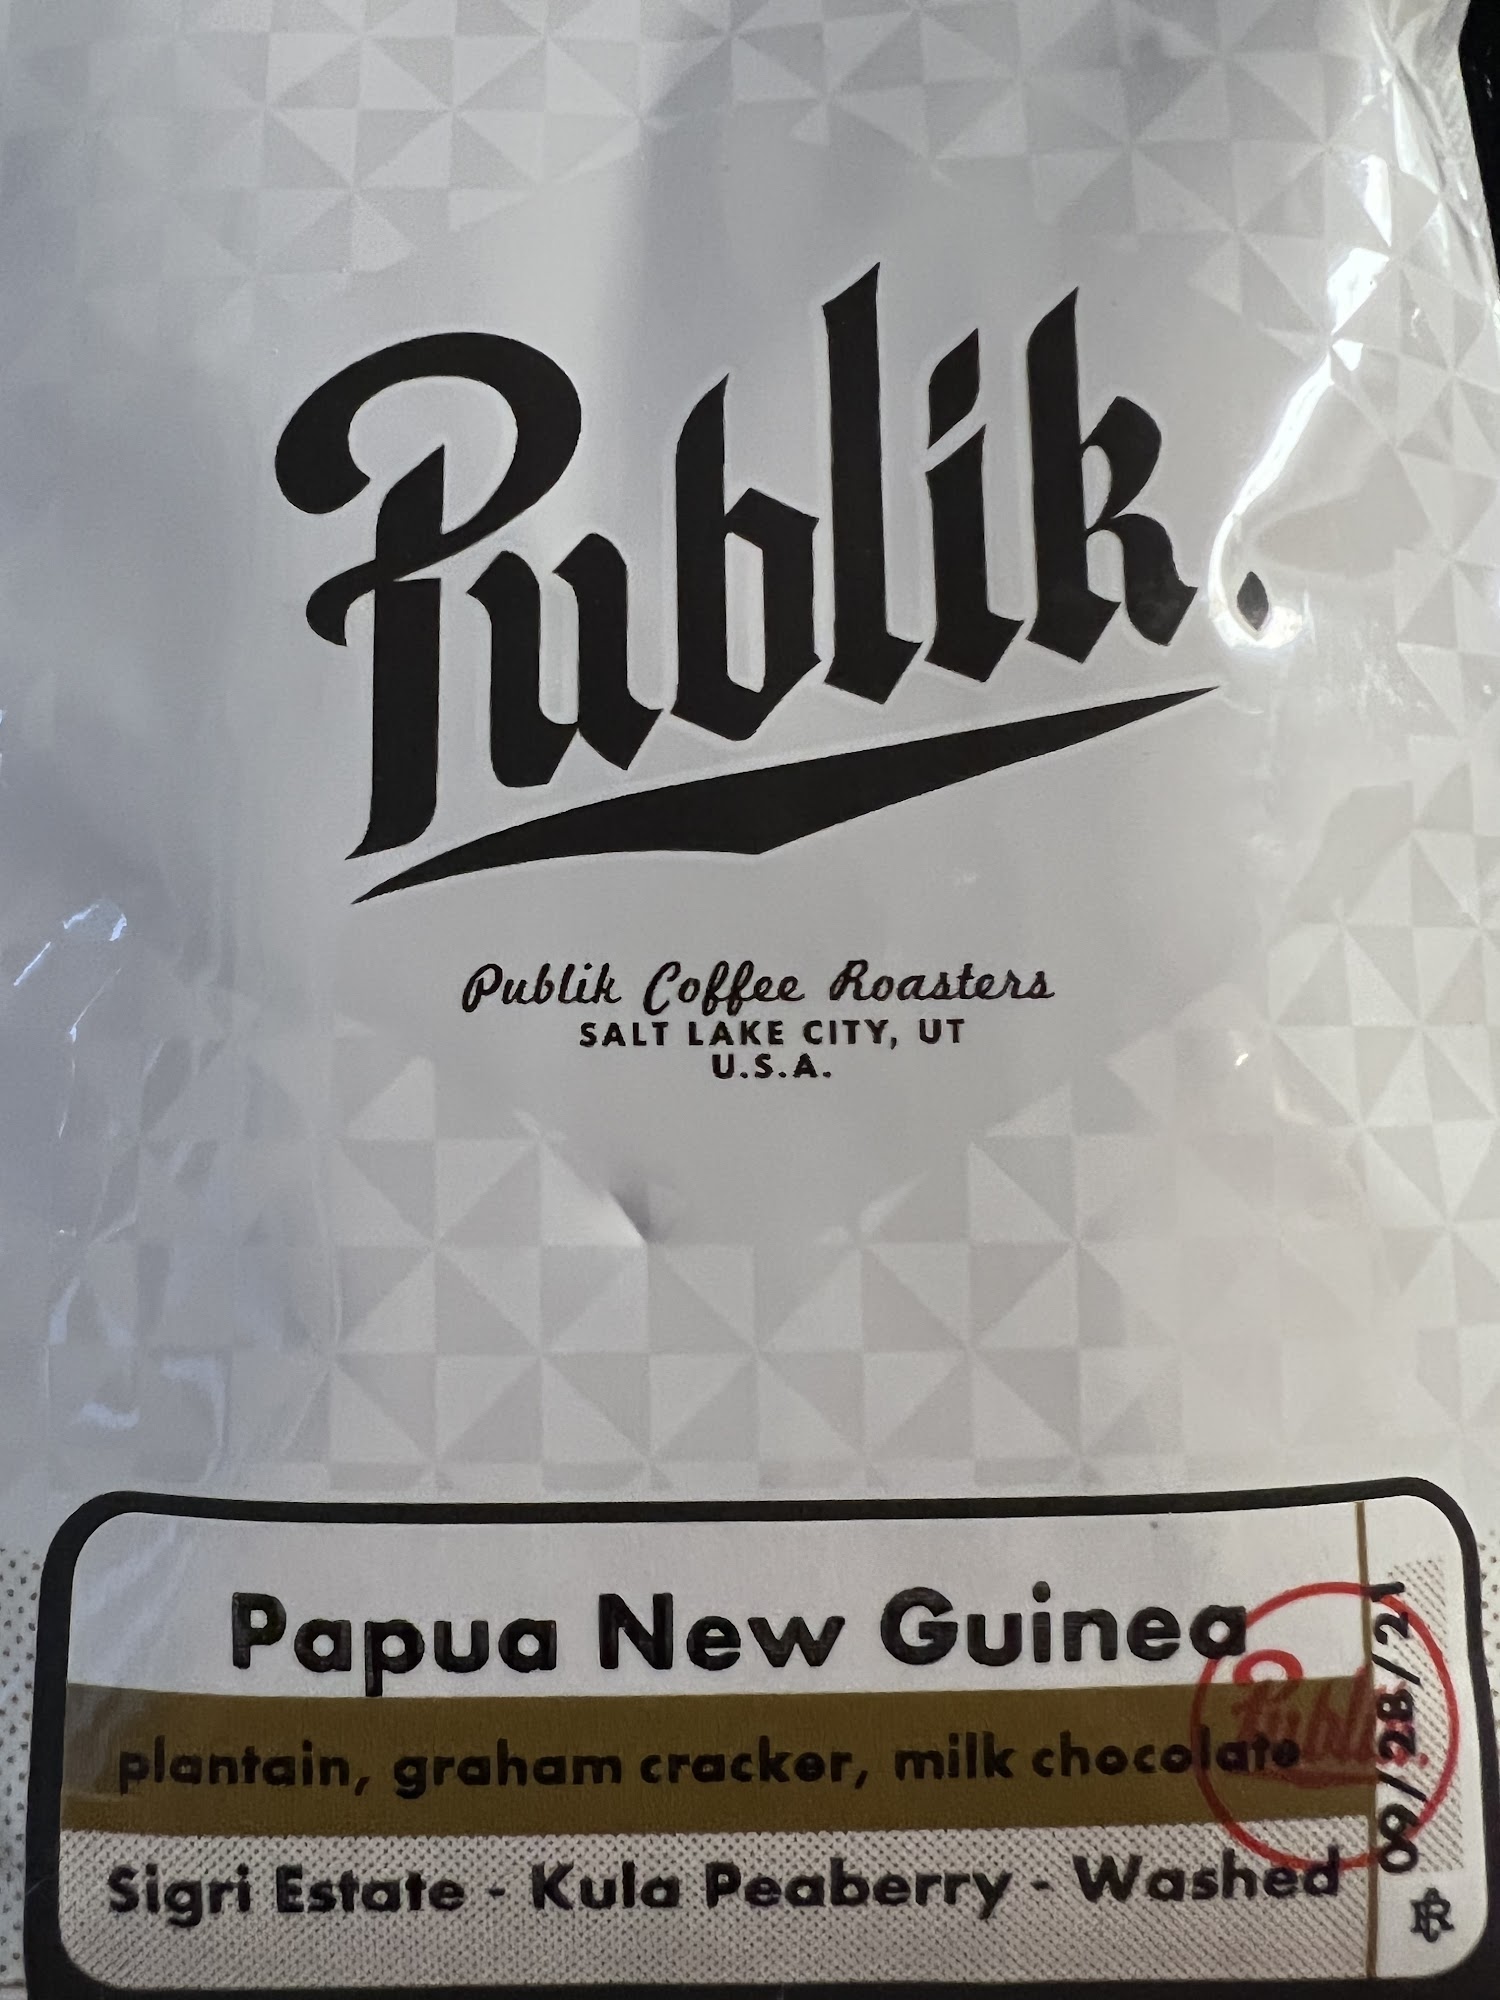 Publik.
Publik Coffee Roasters
SALT LAKE CITY, UT
U.S.A.
Papua New Guinea
plantain, graham cracker, milk chocolate
Sigri Estate - Kula Peaberry - Washed
09/28/21
Publik.